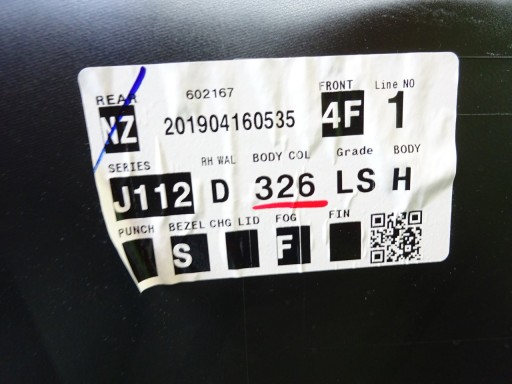 REAR 602167 FRONT Line NO
NZ 201904160535 4F 1
SERIES RH WAL BODY COL Grade BODY
J112 D 326 LS H
PUNCH BEZEL CHG LID FOG FIN
S F